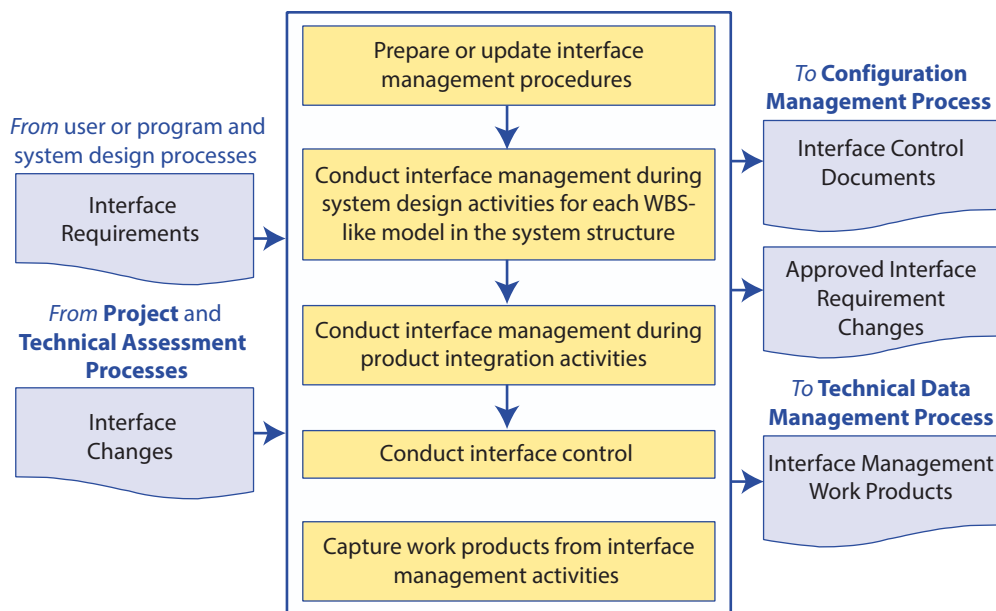 From user or program and
system design processes
Interface
Requirements
From Project and
Technical Assessment
Processes
Interface
Changes
Prepare or update interface
management procedures
Conduct interface management during
system design activities for each WBS-
like model in the system structure
Conduct interface management during
product integration activities
Conduct interface control
Capture work products from interface
management activities
To Configuration
Management Process
Interface Control
Documents
Approved Interface
Requirement
Changes
To Technical Data
Management Process
Interface Management
Work Products